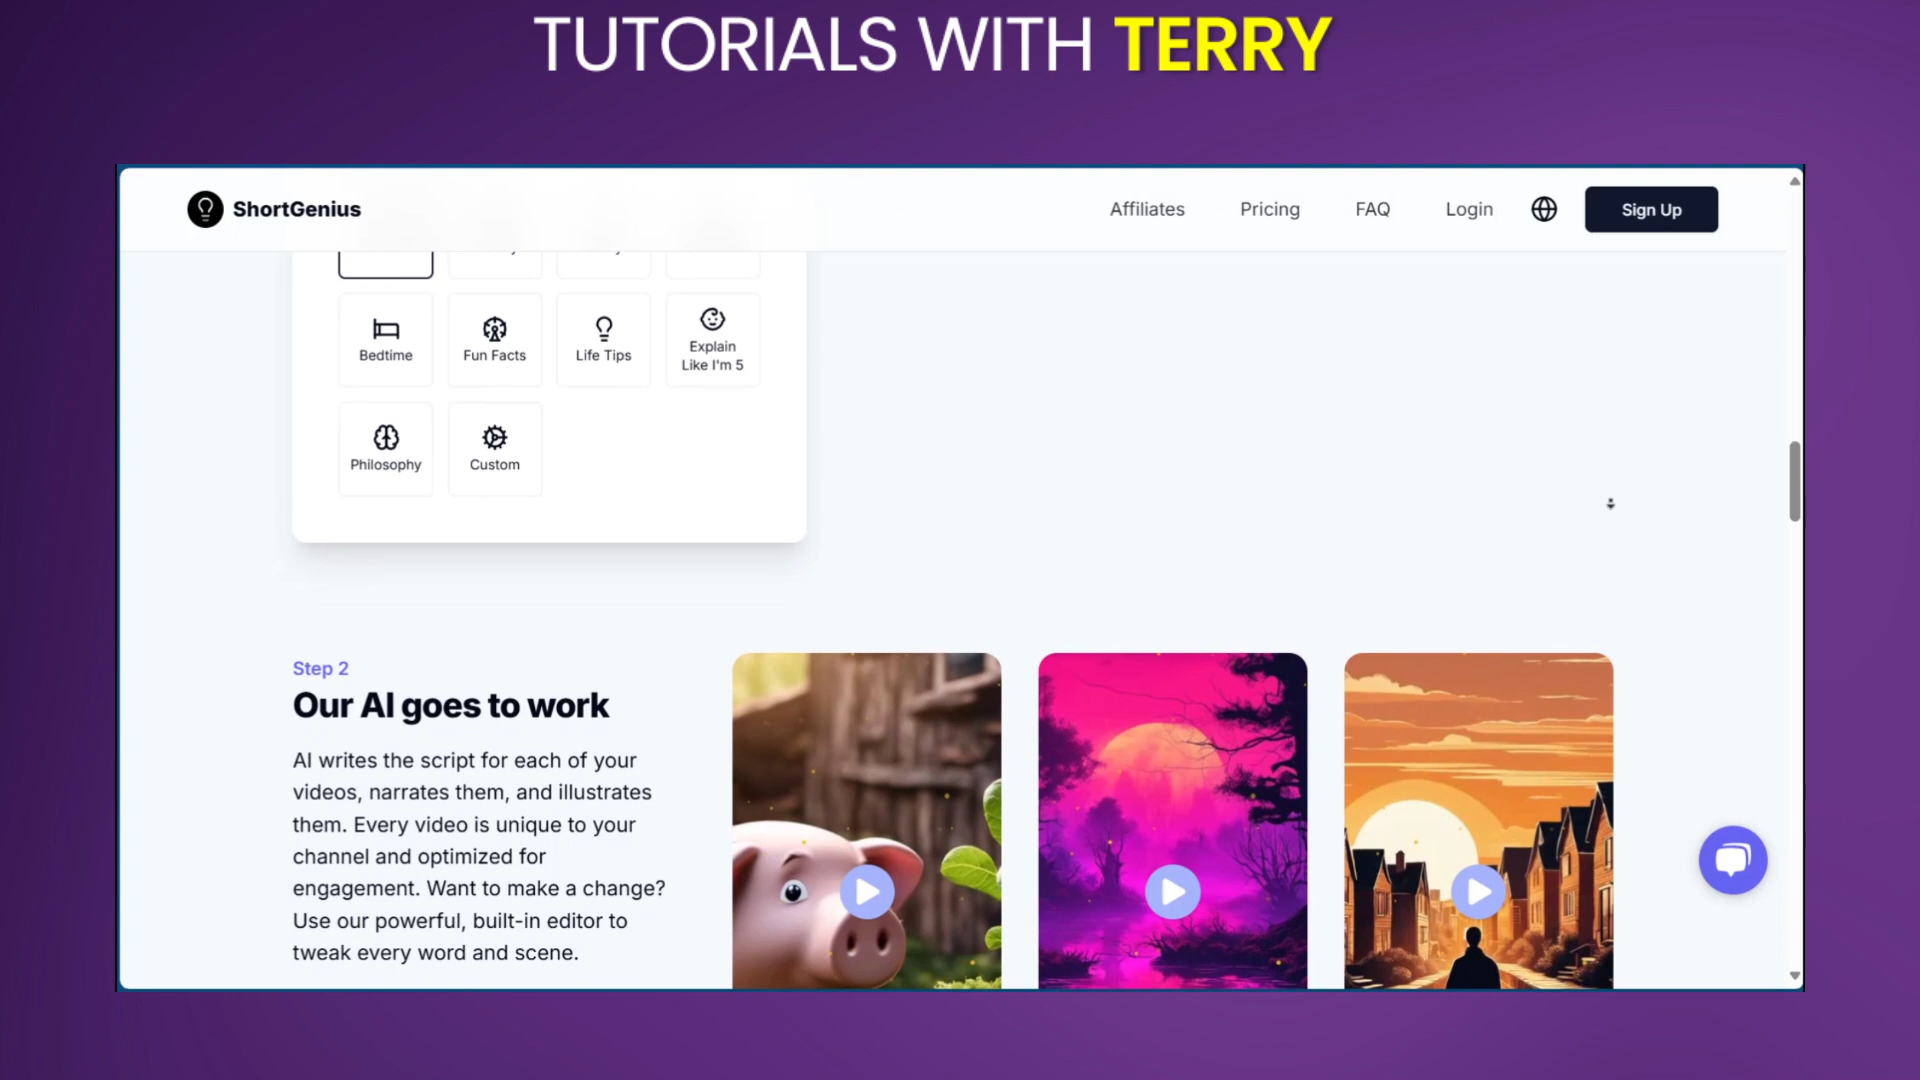 TUTORIALS WITH TERRY
ShortGenius
Affiliates
Pricing
FAQ
Login
Sign Up
Bedtime
Fun Facts
Life Tips
Explain
Like I'm 5
Philosophy
Custom
Step 2
Our AI goes to work
AI writes the script for each of your
videos, narrates them, and illustrates
them. Every video is unique to your
channel and optimized for
engagement. Want to make a change?
Use our powerful, built-in editor to
tweak every word and scene.